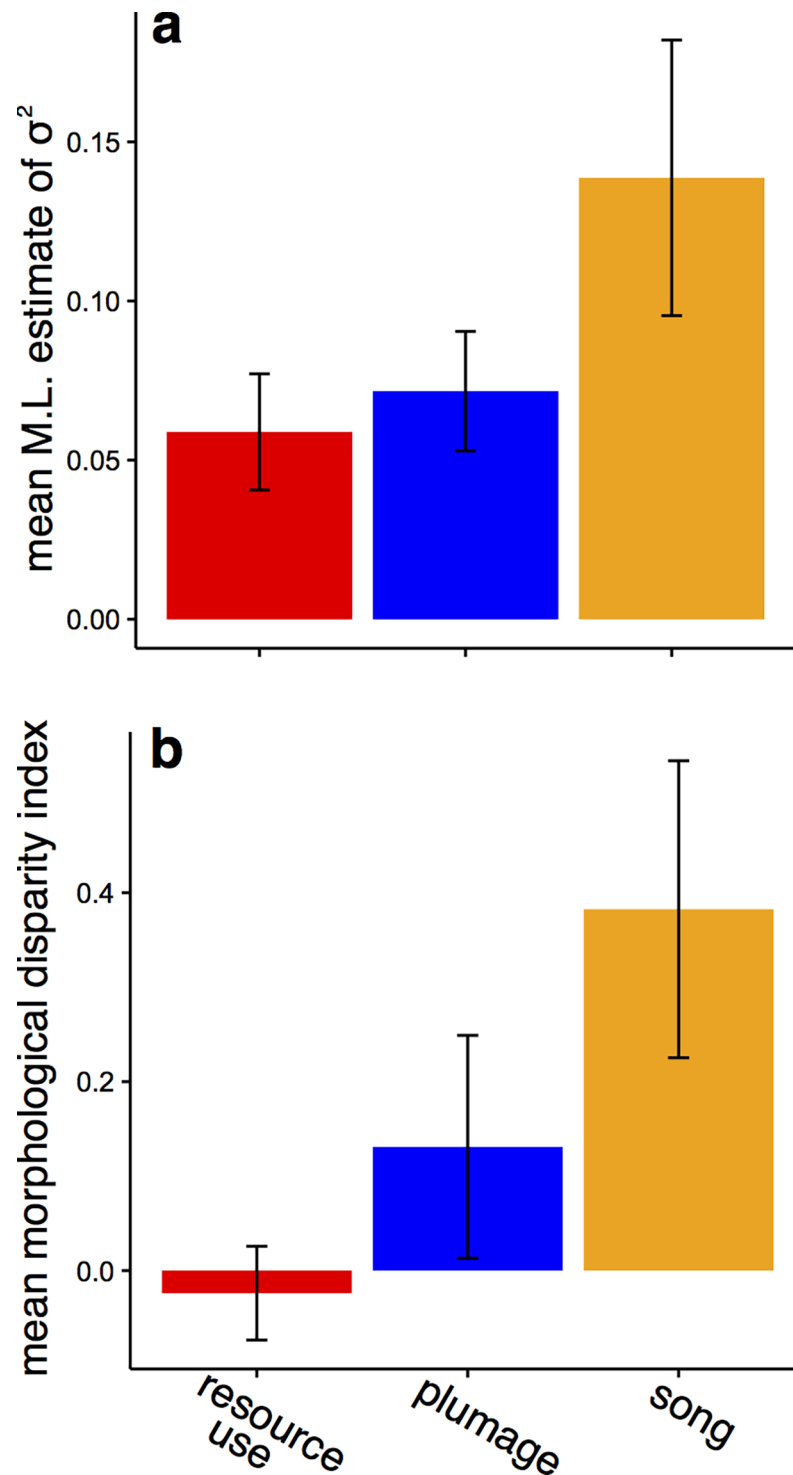 a
mean M.L. estimate of σ²
0.15
0.10
0.05
0.00
b
mean morphological disparity index
0.4
0.2
0.0
resource
use
plumage
song